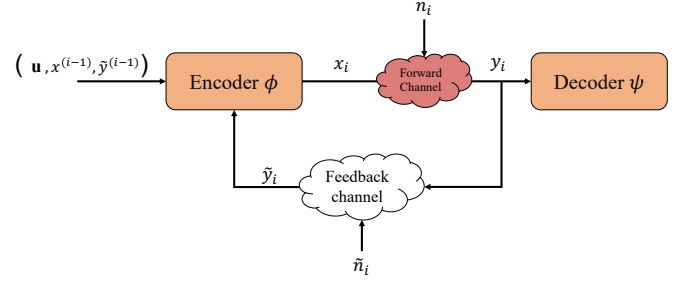 nᵢ
( u, x⁽ⁱ⁻¹⁾, ỹ⁽ⁱ⁻¹⁾)
Encoder ϕ
xᵢ
Forward
Channel
yᵢ
Decoder ψ
ỹᵢ
Feedback
channel
ñᵢ